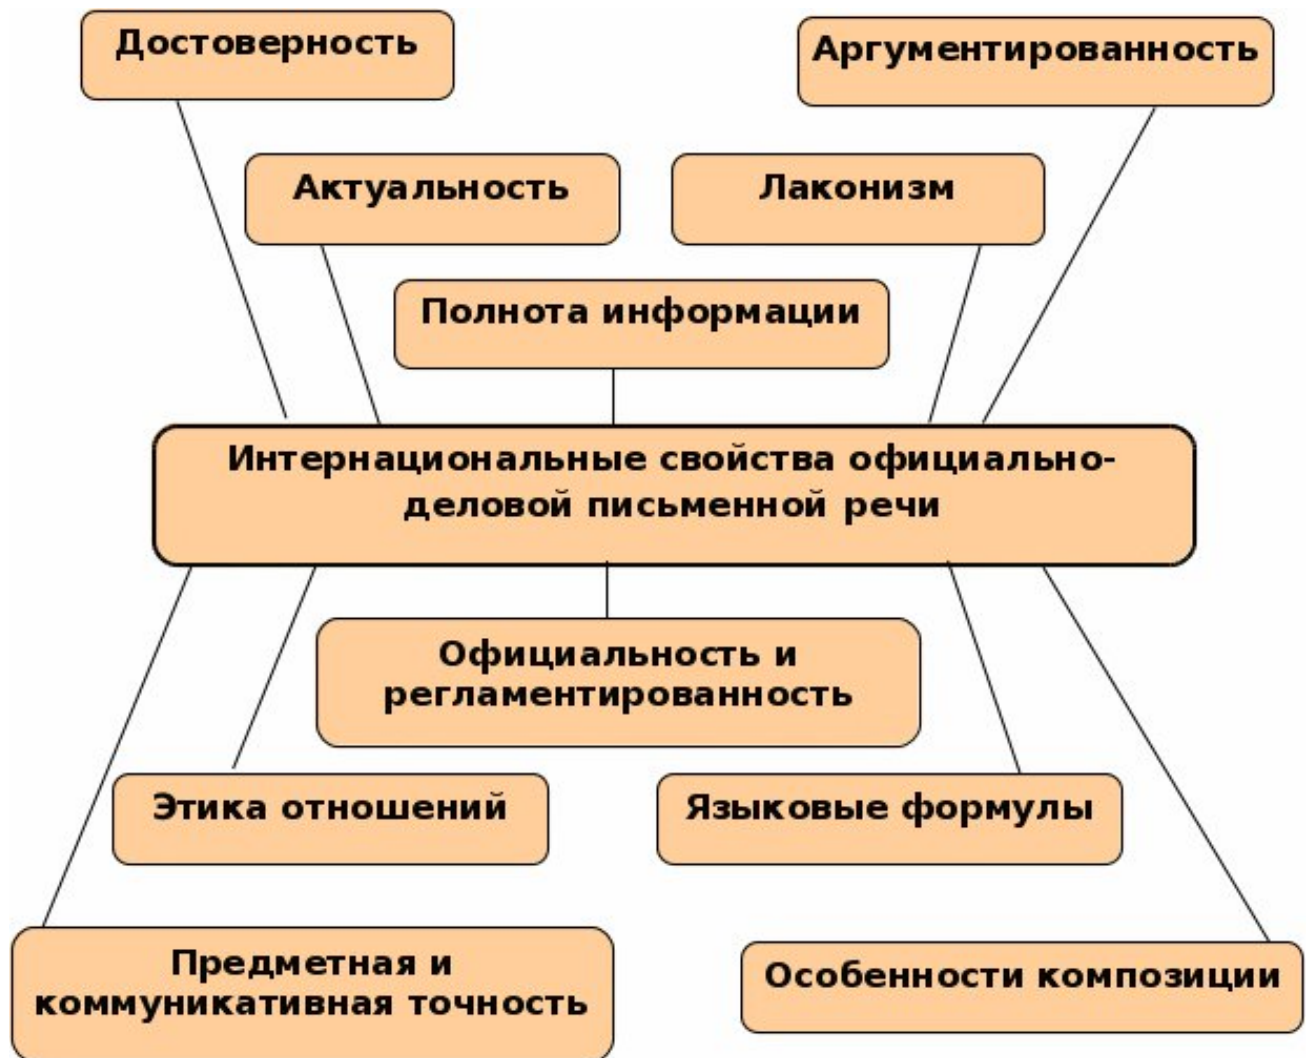 Достоверность
Аргументированность
Актуальность
Лаконизм
Полнота информации
Интернациональные свойства официально-
деловой письменной речи
Официальность и
регламентированность
Этика отношений
Языковые формулы
Предметная и
коммуникативная точность
Особенности композиции